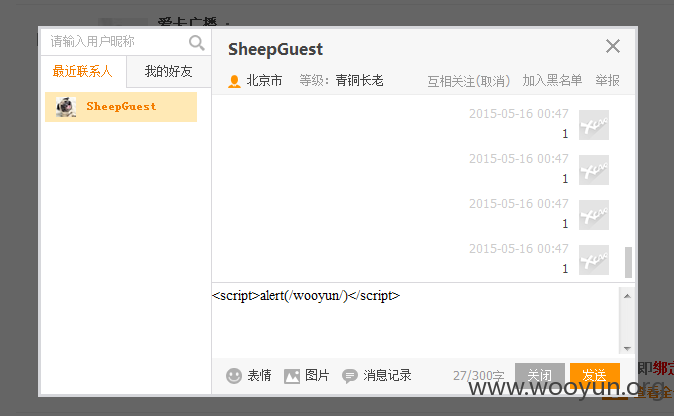 爱卡广播
请输入用户昵称
最近联系人 我的好友
SheepGuest
SheepGuest
北京市 等级：青铜长老 互相关注(取消) 加入黑名单 举报
2015-05-16 00:47
1
2015-05-16 00:47
1
2015-05-16 00:47
1
2015-05-16 00:47
1
<script>alert(/wooyun/)</script>
表情 图片 消息记录 27/300字 关闭 发送
即绑定
查看全
www.wooyun.org